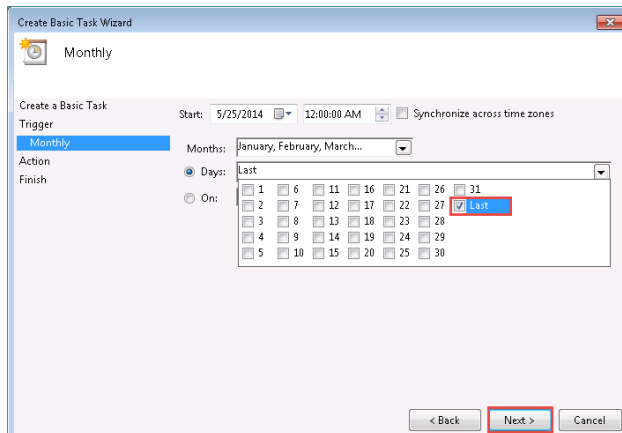 Create Basic Task Wizard
Monthly
Create a Basic Task
Trigger
Monthly
Action
Finish
Start: 5/25/2014 12:00:00 AM Synchronize across time zones
Months: January, February, March...
Days: Last
On:
1 6 11 16 21 26 31
2 7 12 17 22 27 Last
3 8 13 18 23 28
4 9 14 19 24 29
5 10 15 20 25 30
< Back Next > Cancel